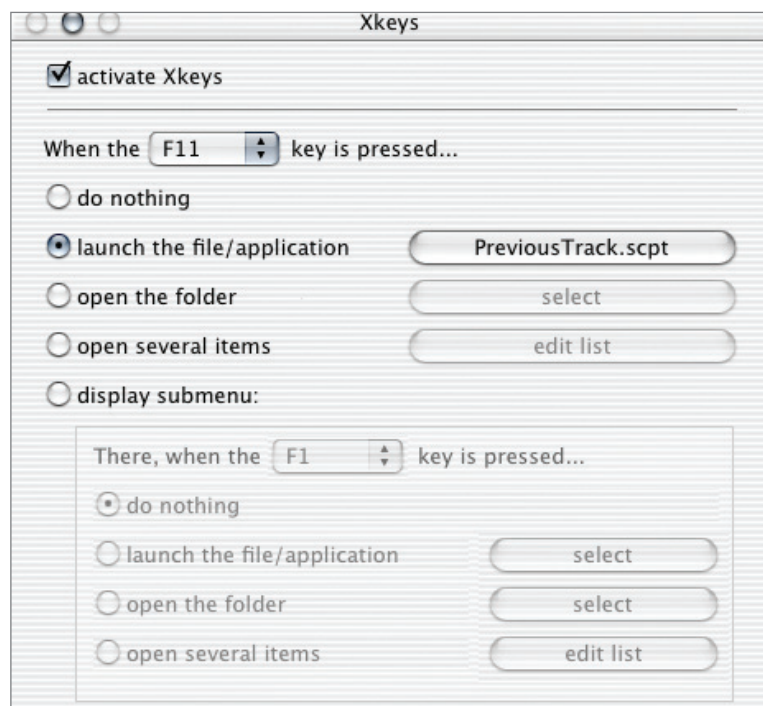 Xkeys
activate Xkeys
When the F11 key is pressed...
do nothing
launch the file/application PreviousTrack.scpt
open the folder select
open several items edit list
display submenu:
There, when the F1 key is pressed...
do nothing
launch the file/application select
open the folder select
open several items edit list